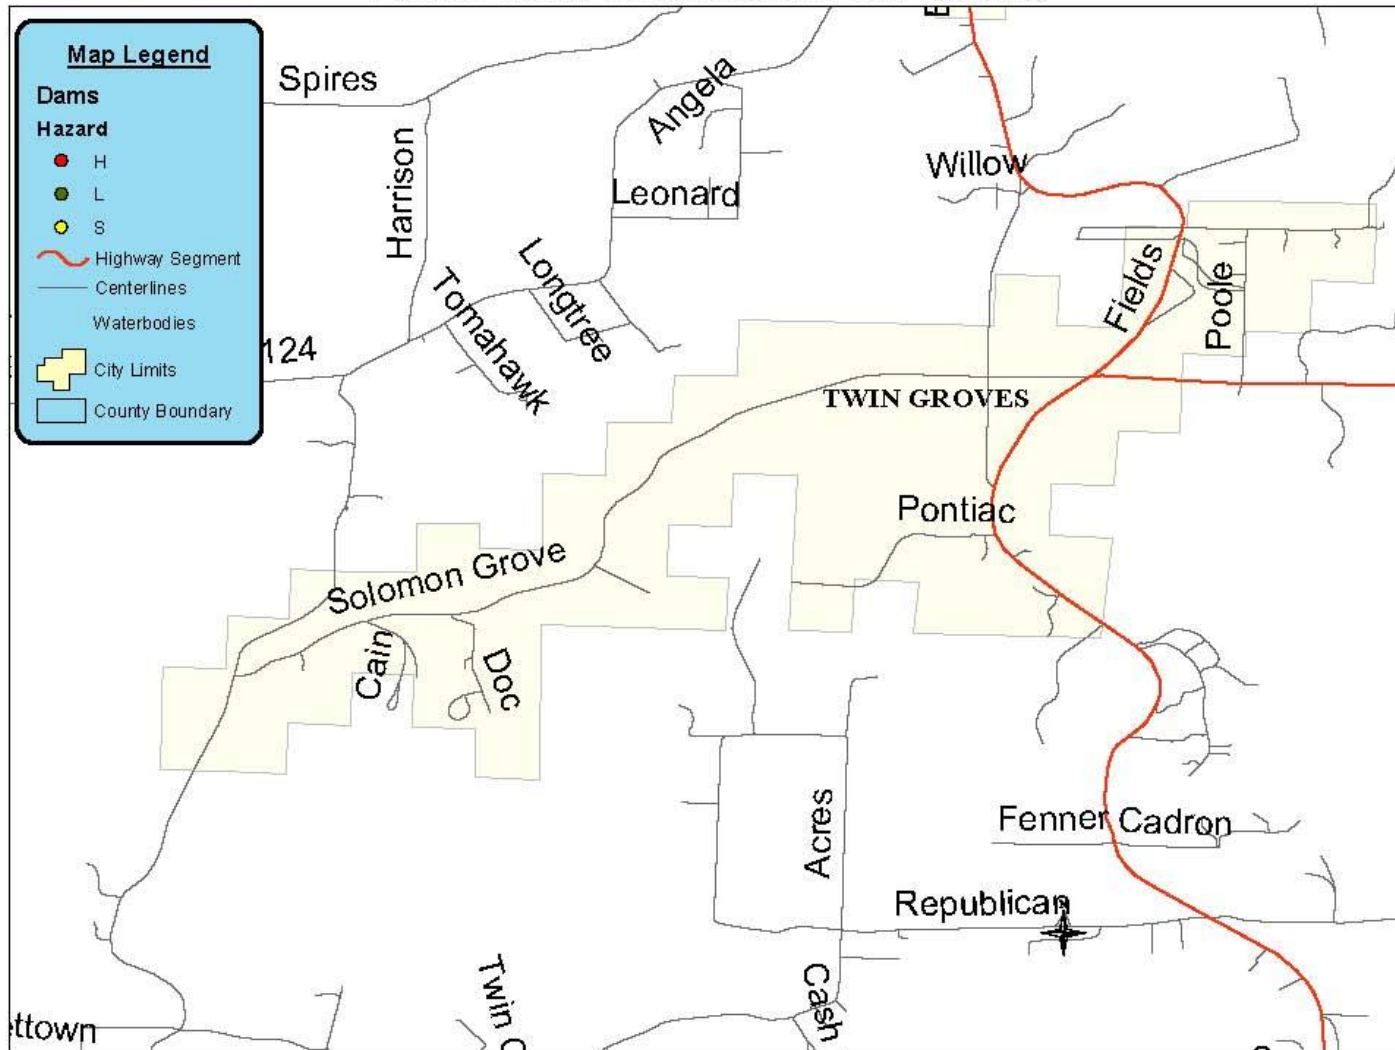 Map Legend
Dams
Hazard
H
L
S
Highway Segment
Centerlines
Waterbodies
City Limits
County Boundary
Spires
Angela
Harrison
Leonard
Willow
Longtree
Tomahawk
Fields
Poole
124
TWIN GROVES
Pontiac
Solomon Grove
Cain
Doc
Acres
Fenner Cadron
Republican
Cash
Twin
ttown